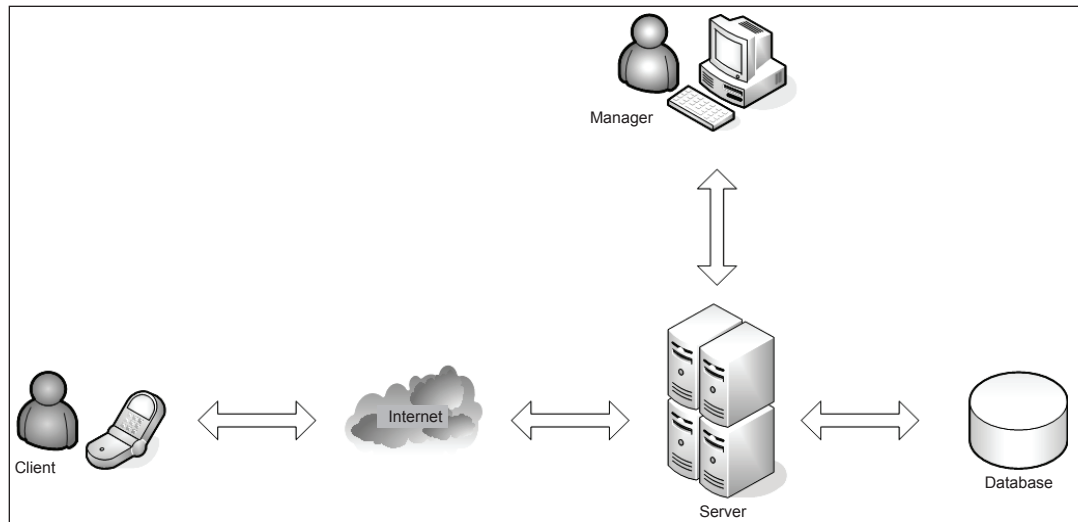 Manager
Internet
Client
Database
Server